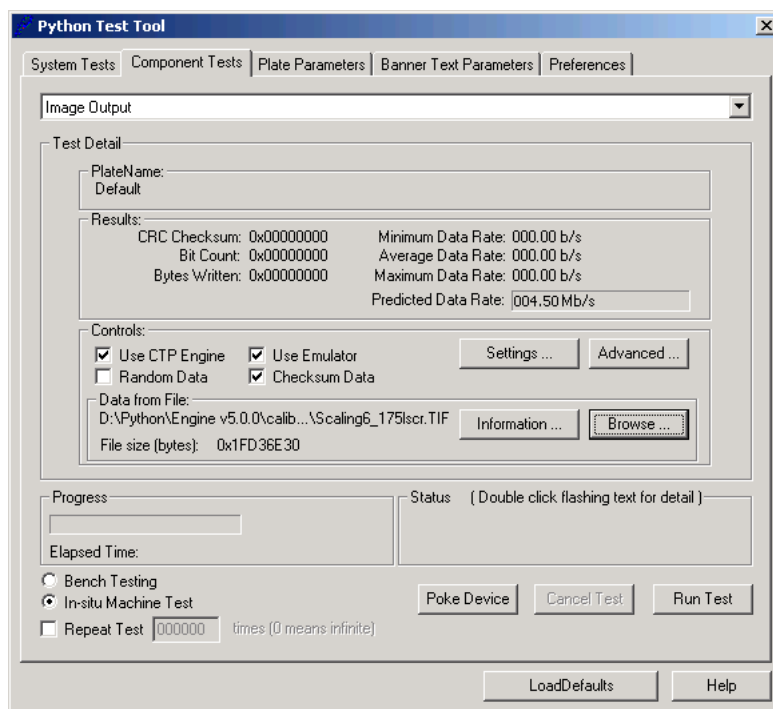 Python Test Tool
System Tests Component Tests Plate Parameters Banner Text Parameters Preferences
Image Output
Test Detail
PlateName:
Default
Results:
CRC Checksum: 0x00000000 Minimum Data Rate: 000.00 b/s
Bit Count: 0x00000000 Average Data Rate: 000.00 b/s
Bytes Written: 0x00000000 Maximum Data Rate: 000.00 b/s
Predicted Data Rate: 004.50 Mb/s
Controls:
Use CTP Engine Use Emulator Settings ... Advanced ...
Random Data Checksum Data
Data from File:
D:\Python\Engine v5.0.0\calib...\Scaling6_175lscr.TIF Information ... Browse ...
File size (bytes): 0x1FD36E30
Progress Status ( Double click flashing text for detail )
Elapsed Time:
Bench Testing
In-situ Machine Test Poke Device Cancel Test Run Test
Repeat Test 000000 times (0 means infinite)
LoadDefaults Help